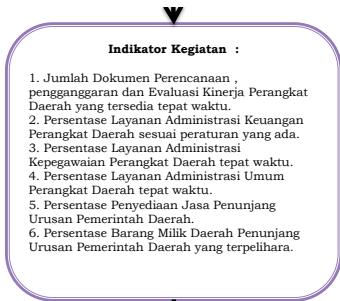 Indikator Kegiatan :
1. Jumlah Dokumen Perencanaan ,
pengganggaran dan Evaluasi Kinerja Perangkat
Daerah yang tersedia tepat waktu.
2. Persentase Layanan Administrasi Keuangan
Perangkat Daerah sesuai peraturan yang ada.
3. Persentase Layanan Administrasi
Kepegawaian Perangkat Daerah tepat waktu.
4. Persentase Layanan Administrasi Umum
Perangkat Daerah tepat waktu.
5. Persentase Penyediaan Jasa Penunjang
Urusan Pemerintah Daerah.
6. Persentase Barang Milik Daerah Penunjang
Urusan Pemerintah Daerah yang terpelihara.